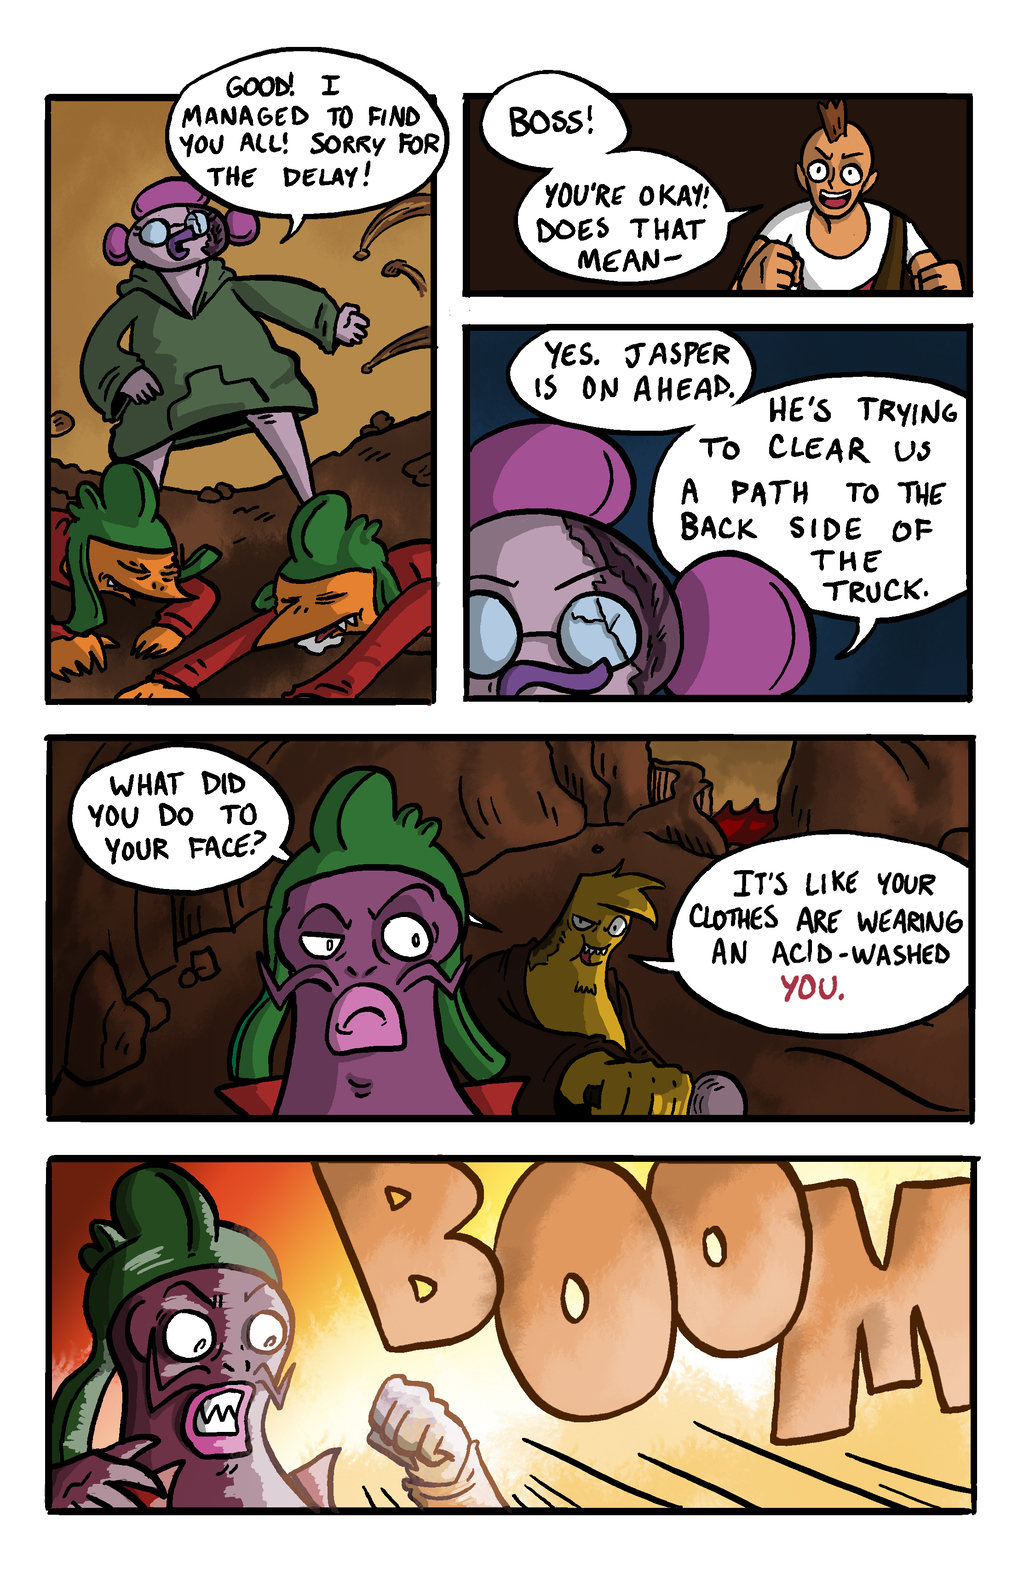 GOOD! I
MANAGED TO FIND
YOU ALL! SORRY FOR
THE DELAY!
BOSS!
YOU'RE OKAY!
DOES THAT
MEAN-
YES. JASPER
IS ON AHEAD.
HE'S TRYING
TO CLEAR US
A PATH TO THE
BACK SIDE OF
THE
TRUCK.
WHAT DID
YOU DO TO
YOUR FACE?
IT'S LIKE YOUR
CLOTHES ARE WEARING
AN ACID-WASHED
YOU.
BOOM